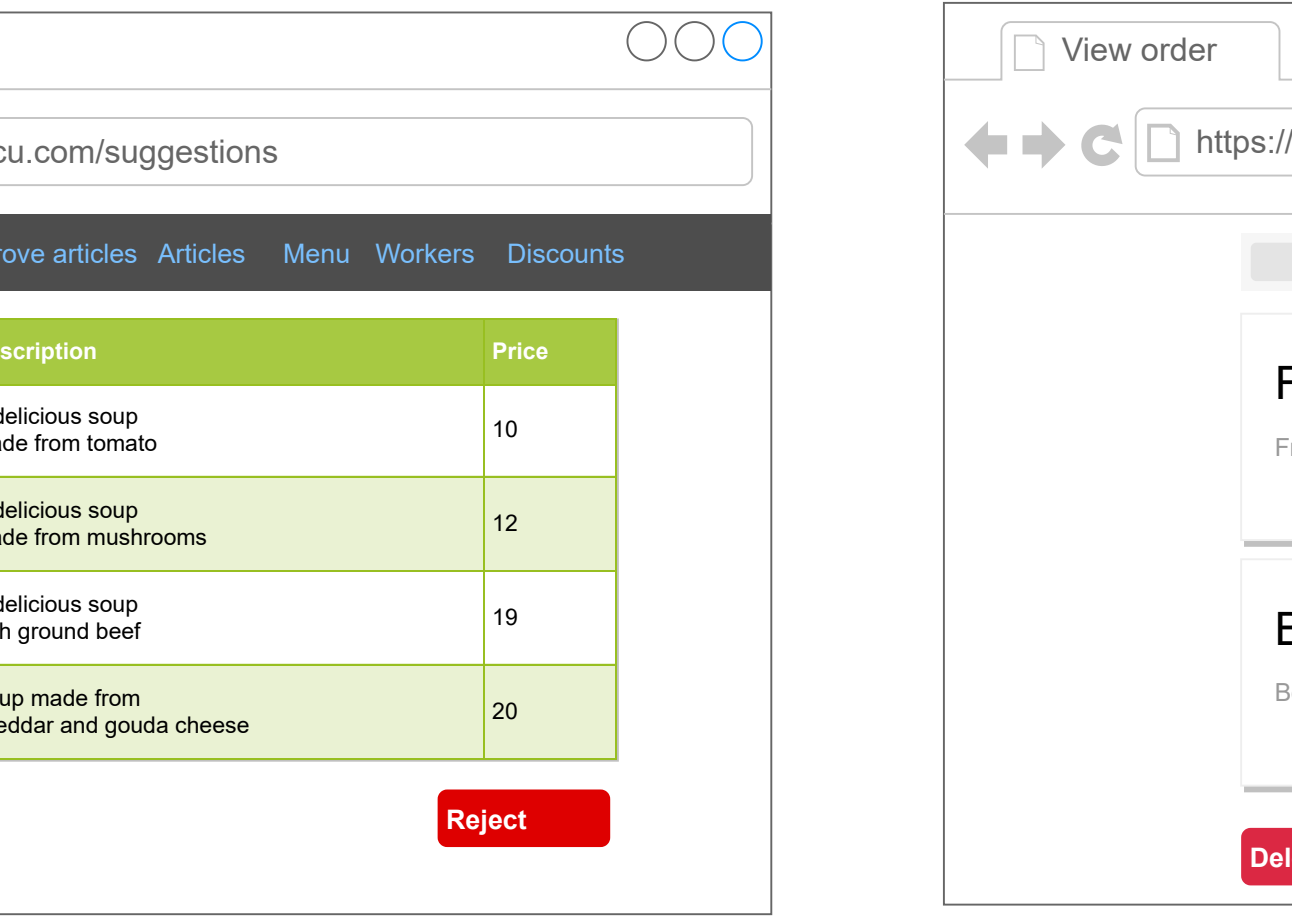 cu.com/suggestions
rove articles Articles Menu Workers Discounts
scription Price
delicious soup
ade from tomato
10
delicious soup
ade from mushrooms
12
delicious soup
h ground beef
19
up made from
eddar and gouda cheese
20
Reject
View order
https://
F
Fr
B
Del